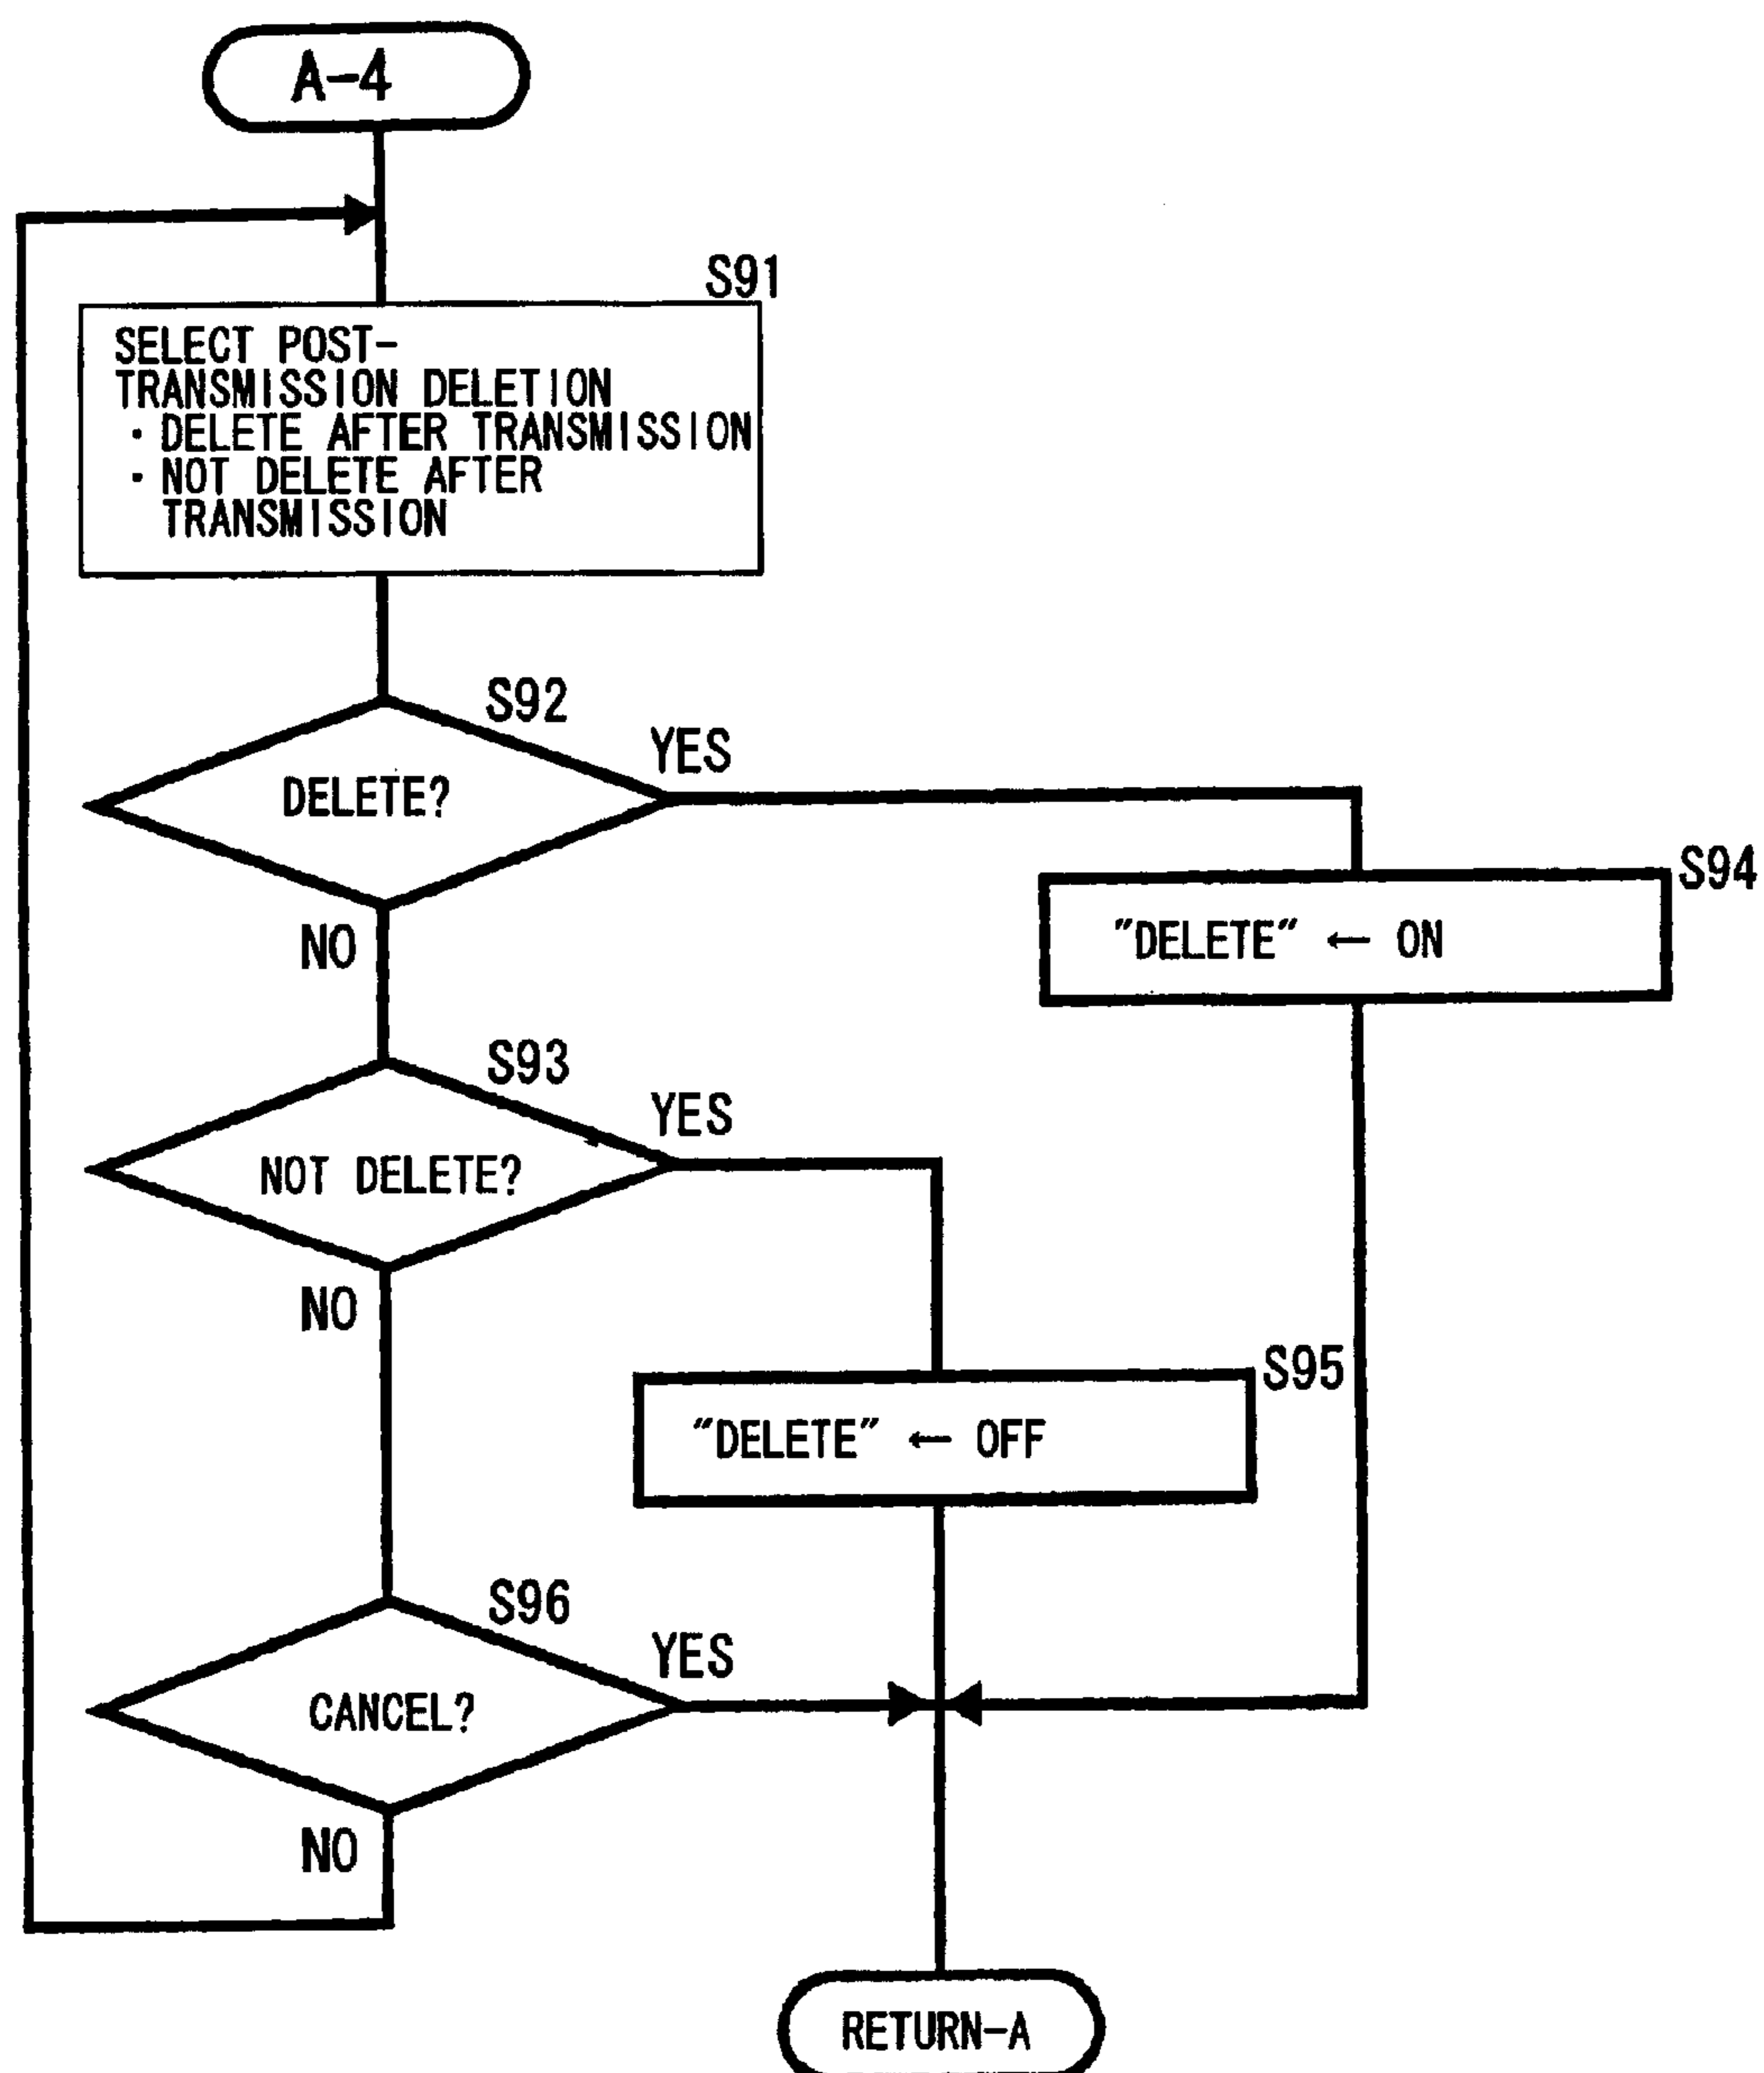 A-4
S91
SELECT POST-
TRANSMISSION DELETION
・DELETE AFTER TRANSMISSION
・NOT DELETE AFTER
TRANSMISSION
S92
YES
DELETE?
NO
S94
"DELETE" ← ON
S93
YES
NOT DELETE?
NO
S95
"DELETE" ← OFF
S96
YES
CANCEL?
NO
RETURN-A